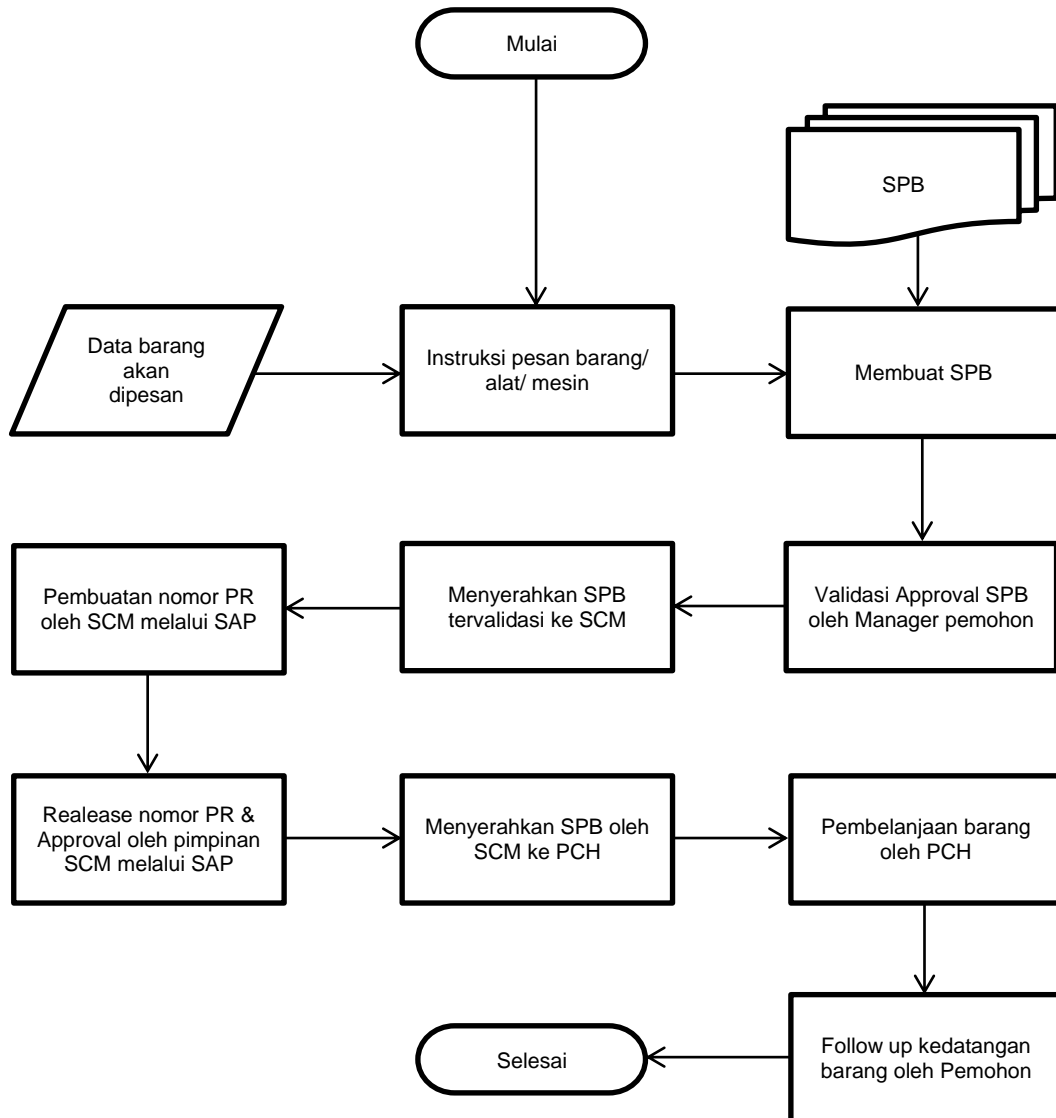 Mulai
SPB
Data barang
akan
dipesan
Instruksi pesan barang/
alat/ mesin
Membuat SPB
Pembuatan nomor PR
oleh SCM melalui SAP
Menyerahkan SPB
tervalidasi ke SCM
Validasi Approval SPB
oleh Manager pemohon
Realease nomor PR &
Approval oleh pimpinan
SCM melalui SAP
Menyerahkan SPB oleh
SCM ke PCH
Pembelanjaan barang
oleh PCH
Selesai
Follow up kedatangan
barang oleh Pemohon